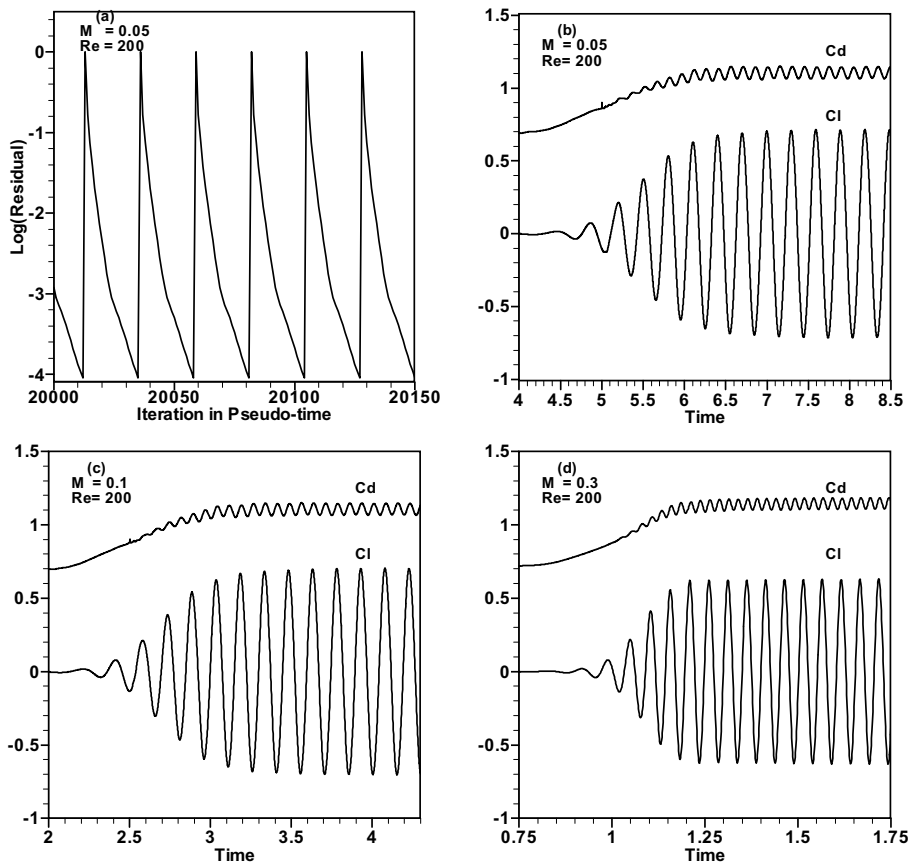 (a)
M = 0.05
Re = 200
0
-1
-2
-3
-4
Log(Residual)
20000
20050
20100
20150
Iteration in Pseudo-time
(b)
M = 0.05
Re= 200
Cd
Cl
1.5
1
0.5
0
-0.5
-1
4
4.5
5
5.5
6
6.5
7
7.5
8
8.5
Time
(c)
M = 0.1
Re= 200
Cd
Cl
1.5
1
0.5
0
-0.5
-1
2
2.5
3
3.5
4
Time
(d)
M = 0.3
Re= 200
Cd
Cl
1.5
1
0.5
0
-0.5
-1
0.75
1
1.25
1.5
1.75
Time